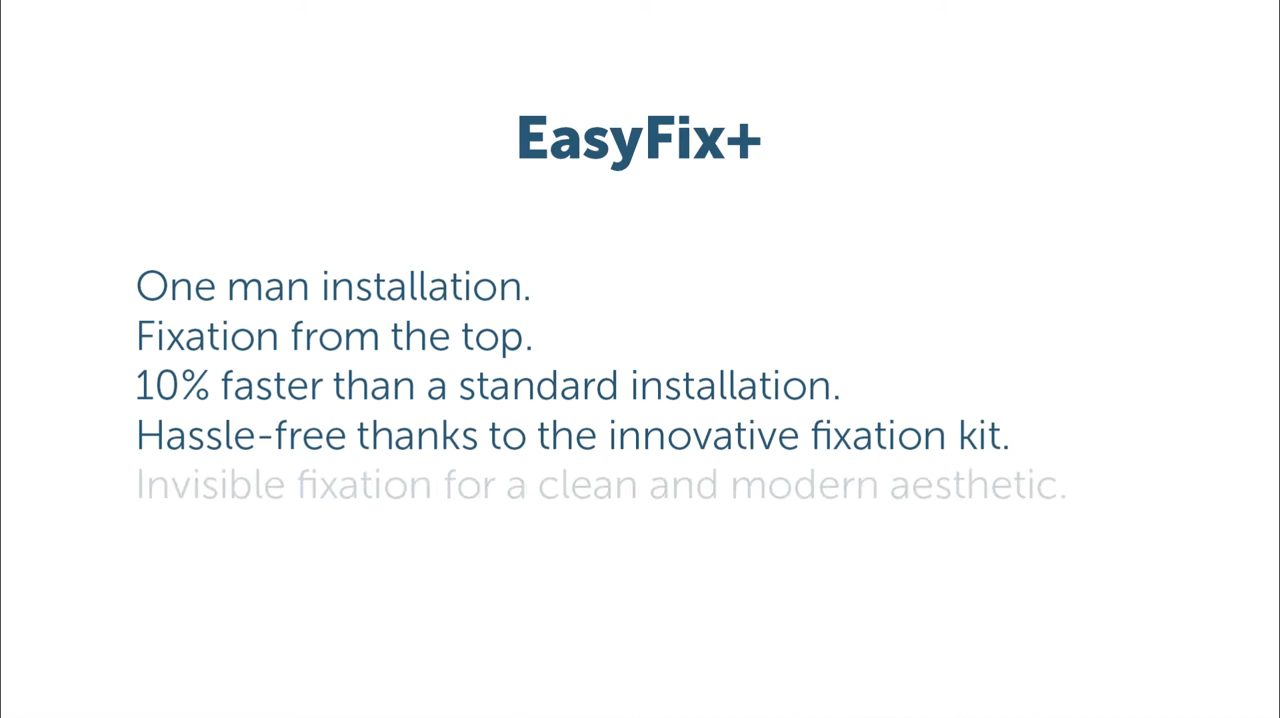 EasyFix+
One man installation.
Fixation from the top.
10% faster than a standard installation.
Hassle-free thanks to the innovative fixation kit.
Invisible fixation for a clean and modern aesthetic.